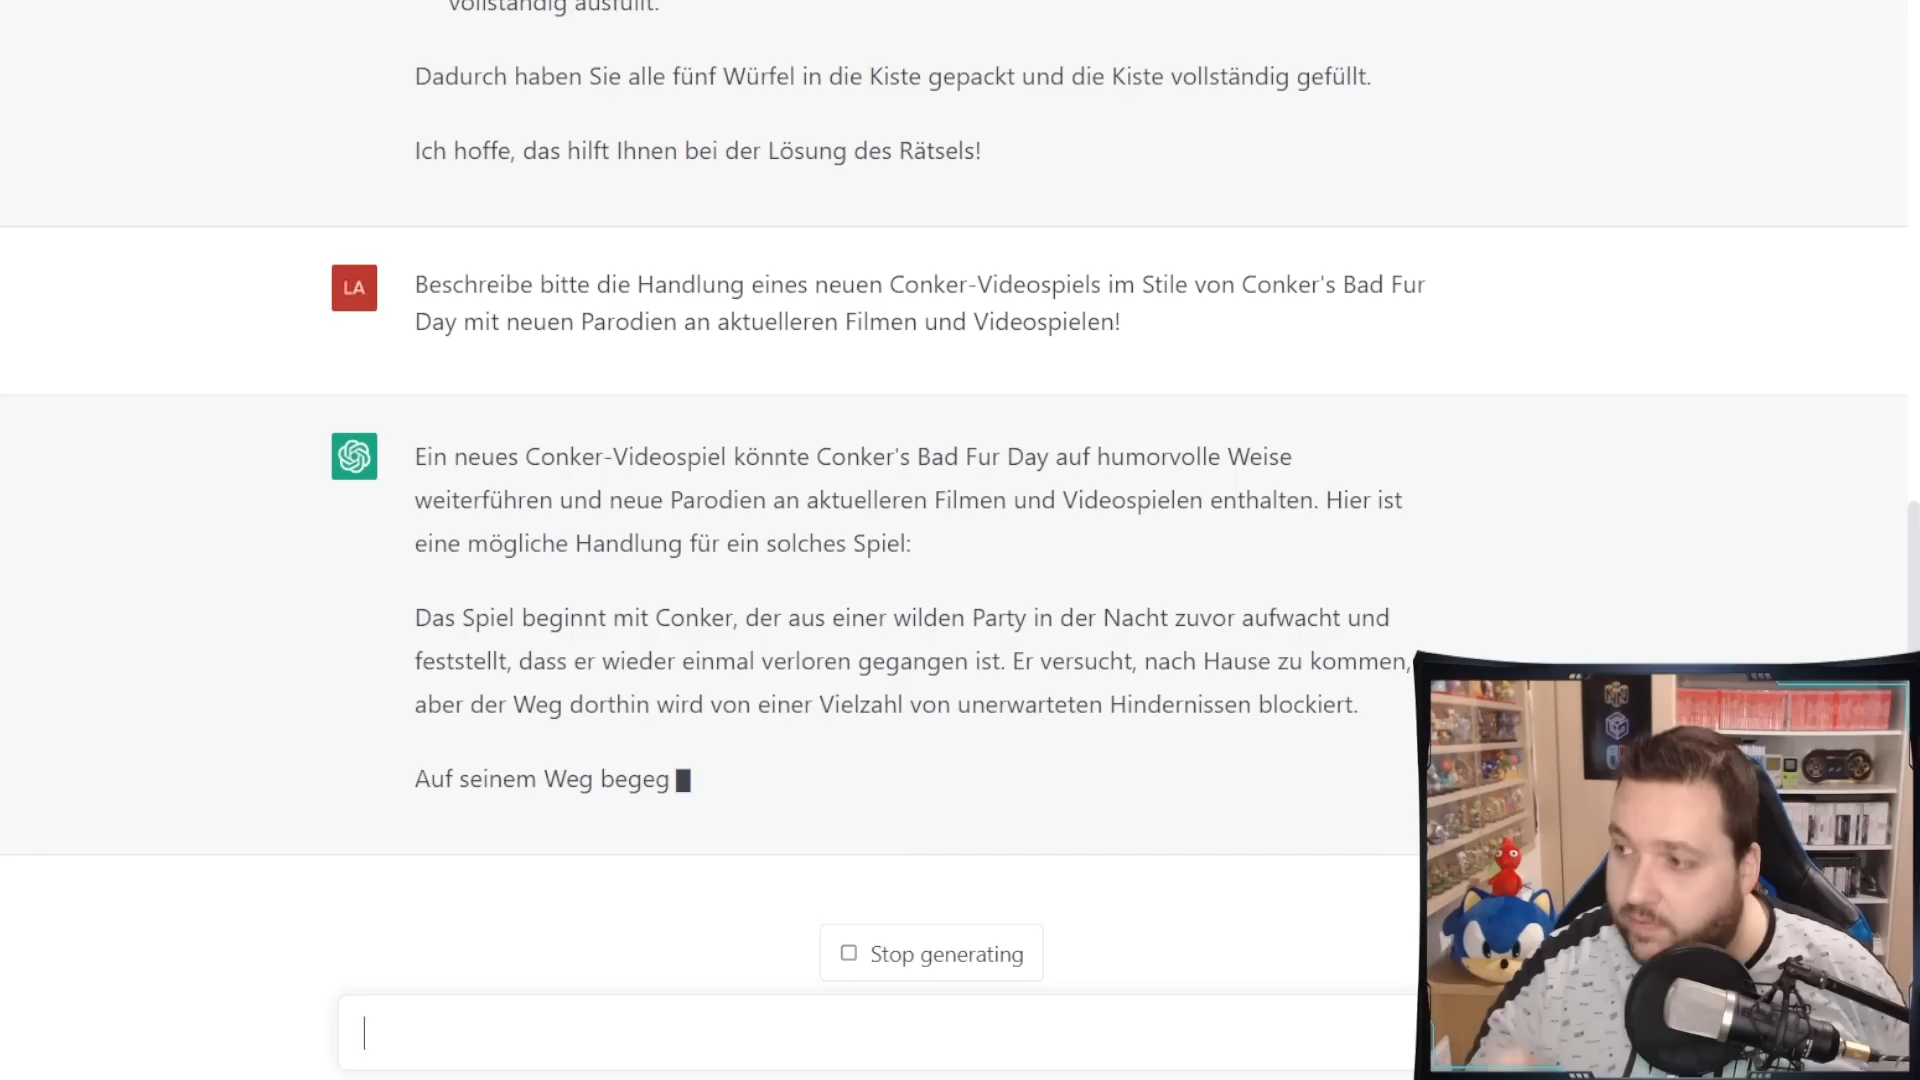 vollständig ausfüllt.
Dadurch haben Sie alle fünf Würfel in die Kiste gepackt und die Kiste vollständig gefüllt.
Ich hoffe, das hilft Ihnen bei der Lösung des Rätsels!
LA
Beschreibe bitte die Handlung eines neuen Conker-Videospiels im Stile von Conker's Bad Fur
Day mit neuen Parodien an aktuelleren Filmen und Videospielen!
Ein neues Conker-Videospiel könnte Conker's Bad Fur Day auf humorvolle Weise
weiterführen und neue Parodien an aktuelleren Filmen und Videospielen enthalten. Hier ist
eine mögliche Handlung für ein solches Spiel:
Das Spiel beginnt mit Conker, der aus einer wilden Party in der Nacht zuvor aufwacht und
feststellt, dass er wieder einmal verloren gegangen ist. Er versucht, nach Hause zu kommen,
aber der Weg dorthin wird von einer Vielzahl von unerwarteten Hindernissen blockiert.
Auf seinem Weg begeg
Stop generating